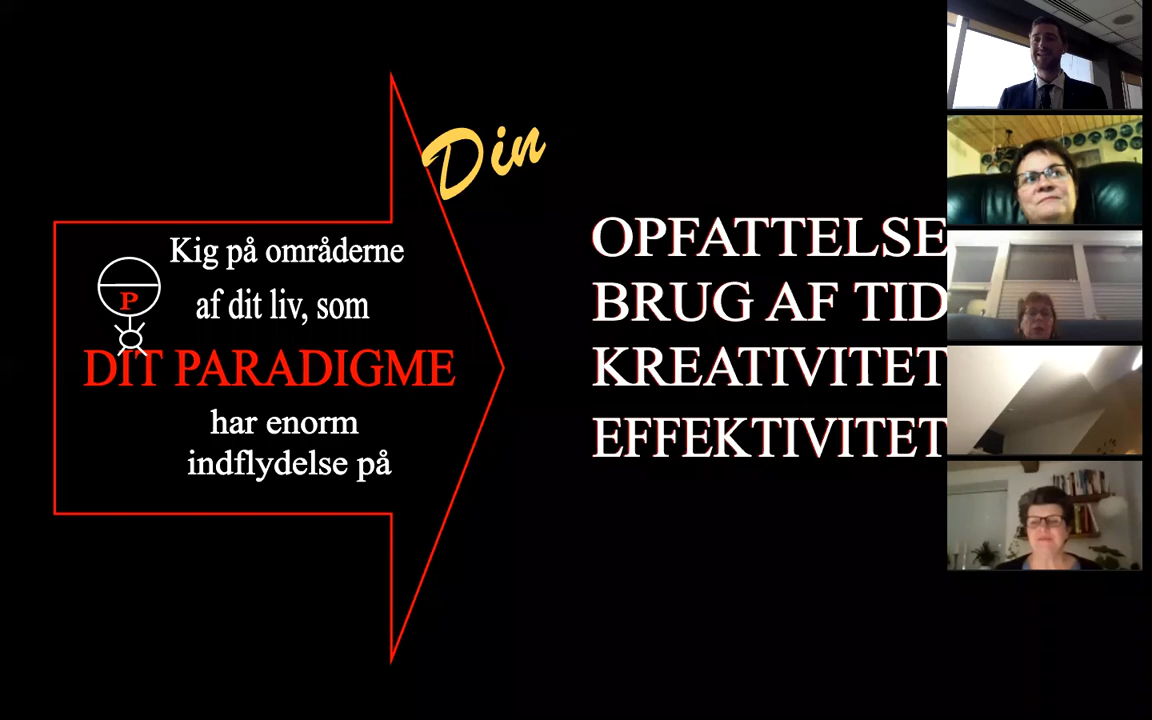 Din
Kig på områderne
af dit liv, som
P
DIT PARADIGME
har enorm
indflydelse på
OPFATTELSE
BRUG AF TID
KREATIVITET
EFFEKTIVITET